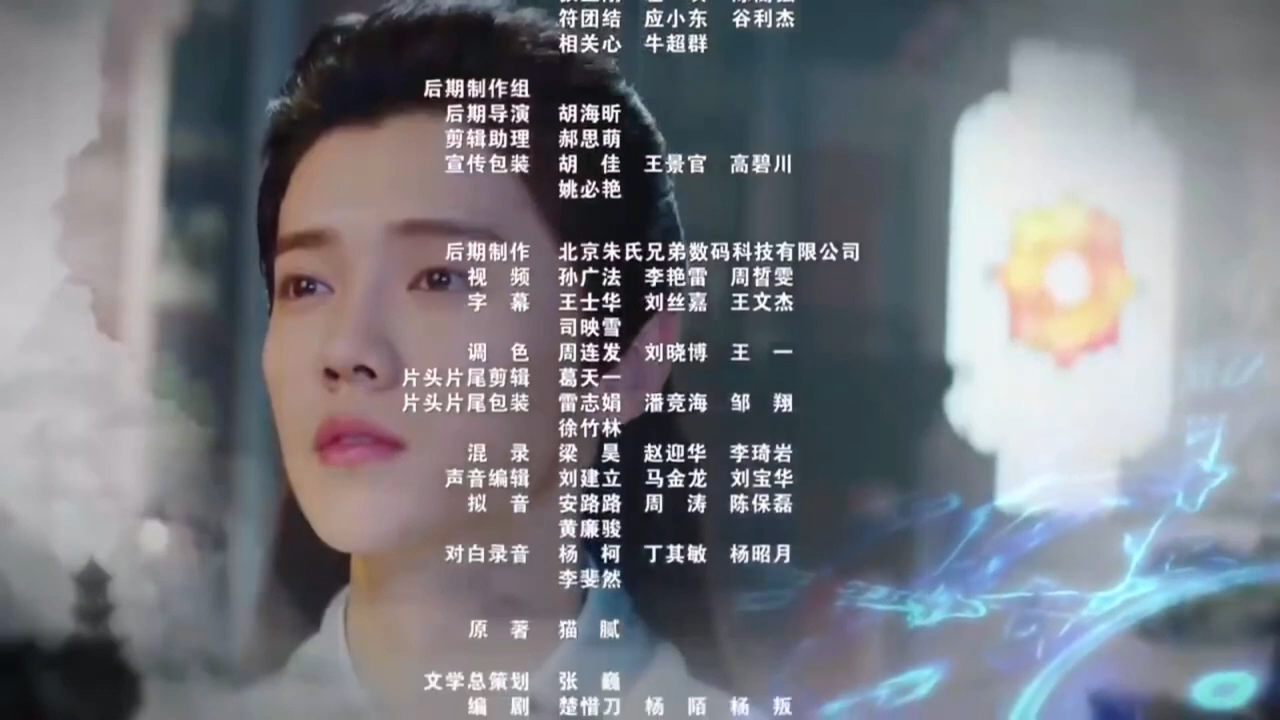 符团结 应小东 谷利杰
相关心 牛超群
后期制作组
后期导演 胡海昕
剪辑助理 郝思萌
宣传包装 胡 佳 王景官 高碧川
姚必艳
后期制作 北京朱氏兄弟数码科技有限公司
视 频 孙广法 李艳雷 周晢雯
字 幕 王士华 刘丝嘉 王文杰
司映雪
调 色 周连发 刘晓博 王 一
片头片尾剪辑 葛天一
片头片尾包装 雷志娟 潘竞海 邹 翔
徐竹林
混 录 梁 昊 赵迎华 李琦岩
声音编辑 刘建立 马金龙 刘宝华
拟 音 安路路 周 涛 陈保磊
黄廉骏
对白录音 杨 柯 丁其敏 杨昭月
李斐然
原 著 猫 腻
文学总策划 张 巍
编 剧 楚惜刀 杨 陌 杨 叛